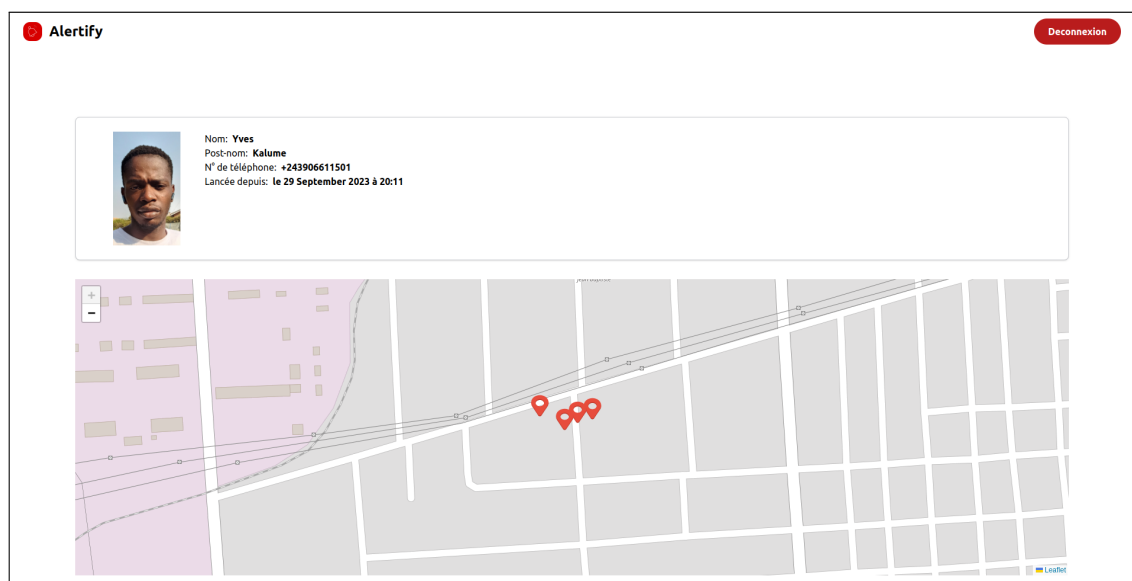 Alertify
Deconnexion
Nom: Yves
Post-nom: Kalume
N° de téléphone: +243906611501
Lancée depuis: le 29 September 2023 à 20:11
+
−
Leaflet